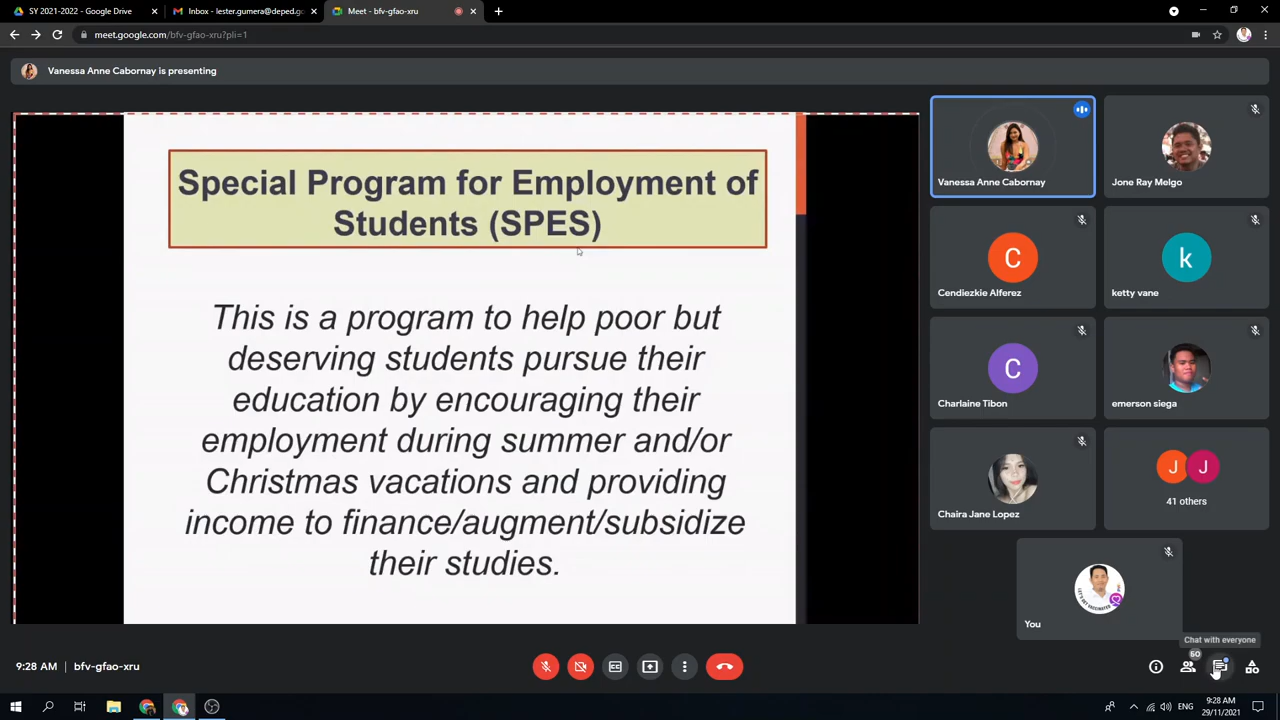 SY 2021-2022 - Google Drive
Inbox - lester.gumera@deped.go
Meet - bfv-gfao-xru
meet.google.com/bfv-gfao-xru?pli=1
Vanessa Anne Cabornay is presenting
Special Program for Employment of
Students (SPES)
This is a program to help poor but
deserving students pursue their
education by encouraging their
employment during summer and/or
Christmas vacations and providing
income to finance/augment/subsidize
their studies.
Vanessa Anne Cabornay
Jone Ray Melgo
C
Cendiezkie Alferez
k
ketty vane
C
Charlaine Tibon
emerson siega
Chaira Jane Lopez
J J
41 others
You
Chat with everyone
9:28 AM | bfv-gfao-xru
50
ENG
9:28 AM
29/11/2021